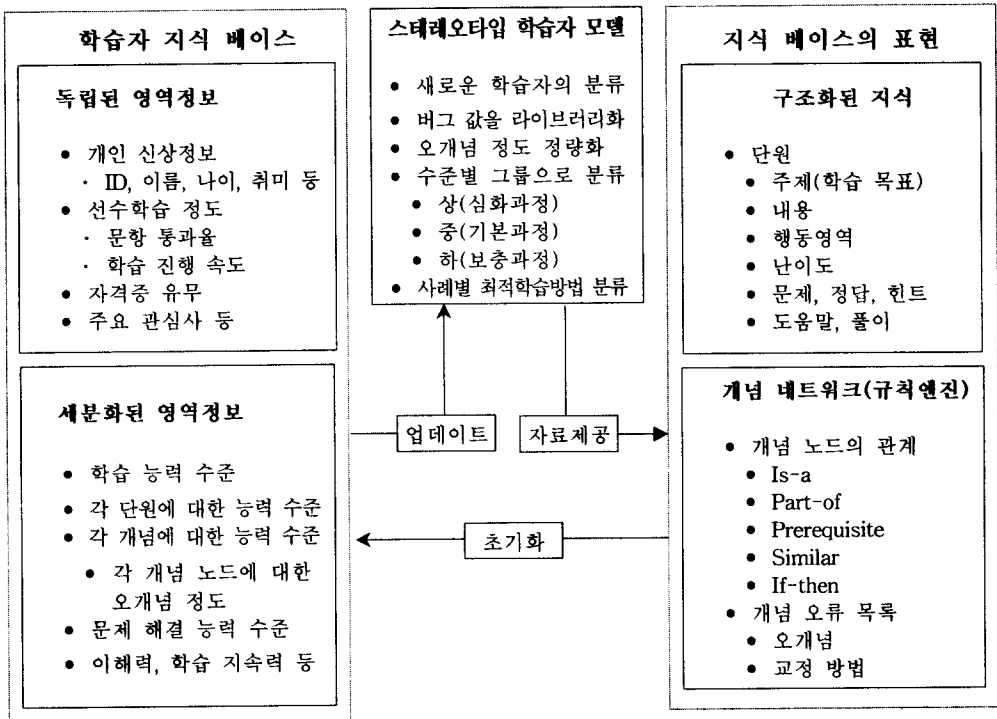 학습자 지식 베이스
독립된 영역정보
● 개인 신상정보
· ID, 이름, 나이, 취미 등
● 선수학습 정도
· 문항 통과율
· 학습 진행 속도
● 자격증 유무
● 주요 관심사 등
세분화된 영역정보
● 학습 능력 수준
● 각 단원에 대한 능력 수준
● 각 개념에 대한 능력 수준
● 각 개념 노드에 대한
오개념 정도
● 문제 해결 능력 수준
● 이해력, 학습 지속력 등
스테레오타입 학습자 모델
● 새로운 학습자의 분류
● 버그 값을 라이브러리화
● 오개념 정도 정량화
● 수준별 그룹으로 분류
● 상(심화과정)
● 중(기본과정)
● 하(보충과정)
● 사례별 최적학습방법 분류
업데이트
자료제공
초기화
지식 베이스의 표현
구조화된 지식
● 단원
● 주제(학습 목표)
● 내용
● 행동영역
● 난이도
● 문제, 정답, 힌트
● 도움말, 풀이
개념 네트워크(규칙엔진)
● 개념 노드의 관계
● Is-a
● Part-of
● Prerequisite
● Similar
● If-then
● 개념 오류 목록
● 오개념
● 교정 방법